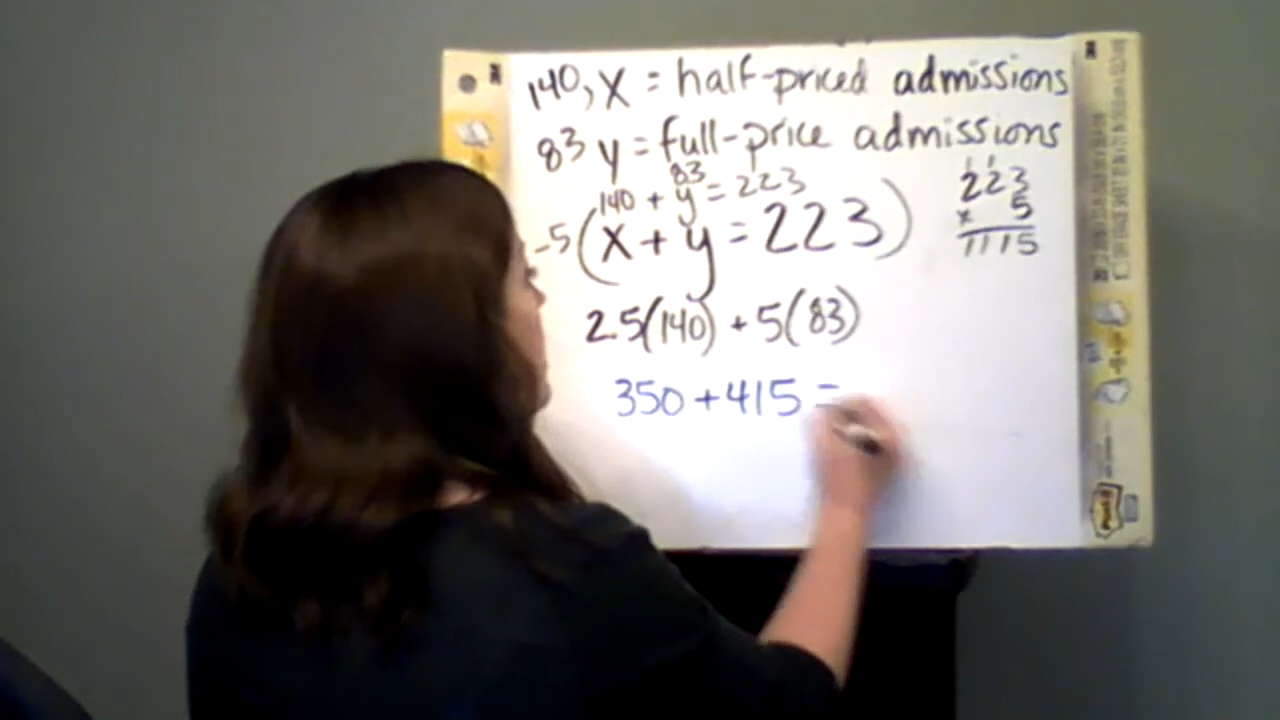 140, X = half-priced admissions
83 y = full-price admissions
140 + 83 = 223
-5(x + y = 223)
223
x 5
1115
2.5(140) + 5(83)
350 + 415 =